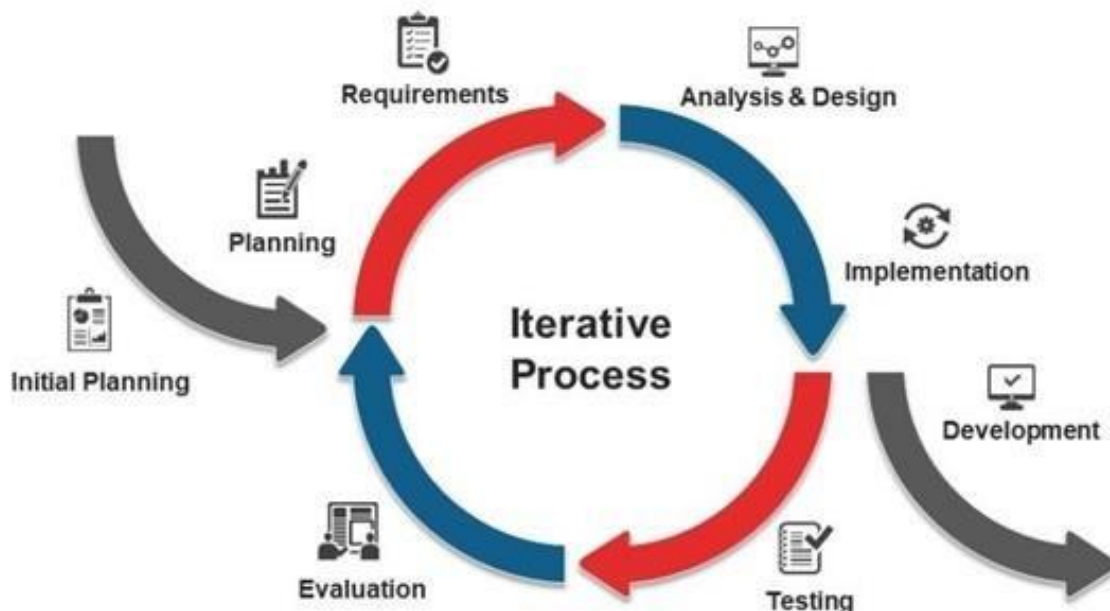 Requirements
Analysis & Design
Planning
Implementation
Iterative
Process
Initial Planning
Development
Evaluation
Testing